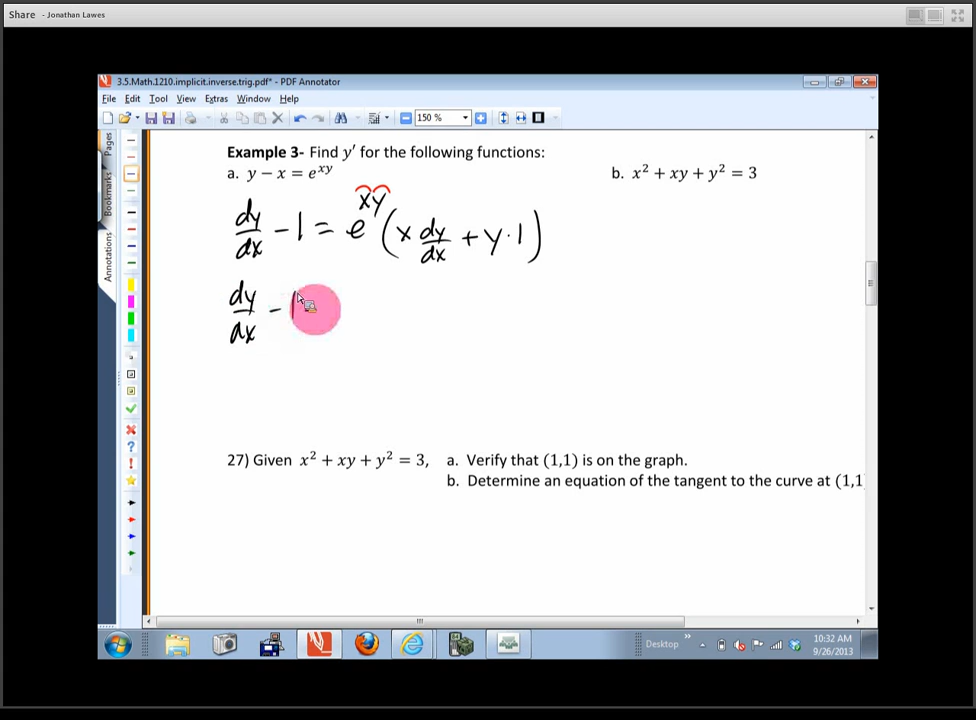 Share - Jonathan Lawes
3.5.Math.1210.implicit.inverse.trig.pdf* - PDF Annotator
File Edit Tool View Extras Window Help
150 %
Pages
Bookmarks
Annotations
Example 3- Find y′ for the following functions:
a. y − x = e^xy b. x² + xy + y² = 3
dy/dx - 1 = e^xy (x dy/dx + y · 1)
dy/dx - 1
27) Given x² + xy + y² = 3, a. Verify that (1,1) is on the graph.
b. Determine an equation of the tangent to the curve at (1,1
Desktop
10:32 AM
9/26/2013